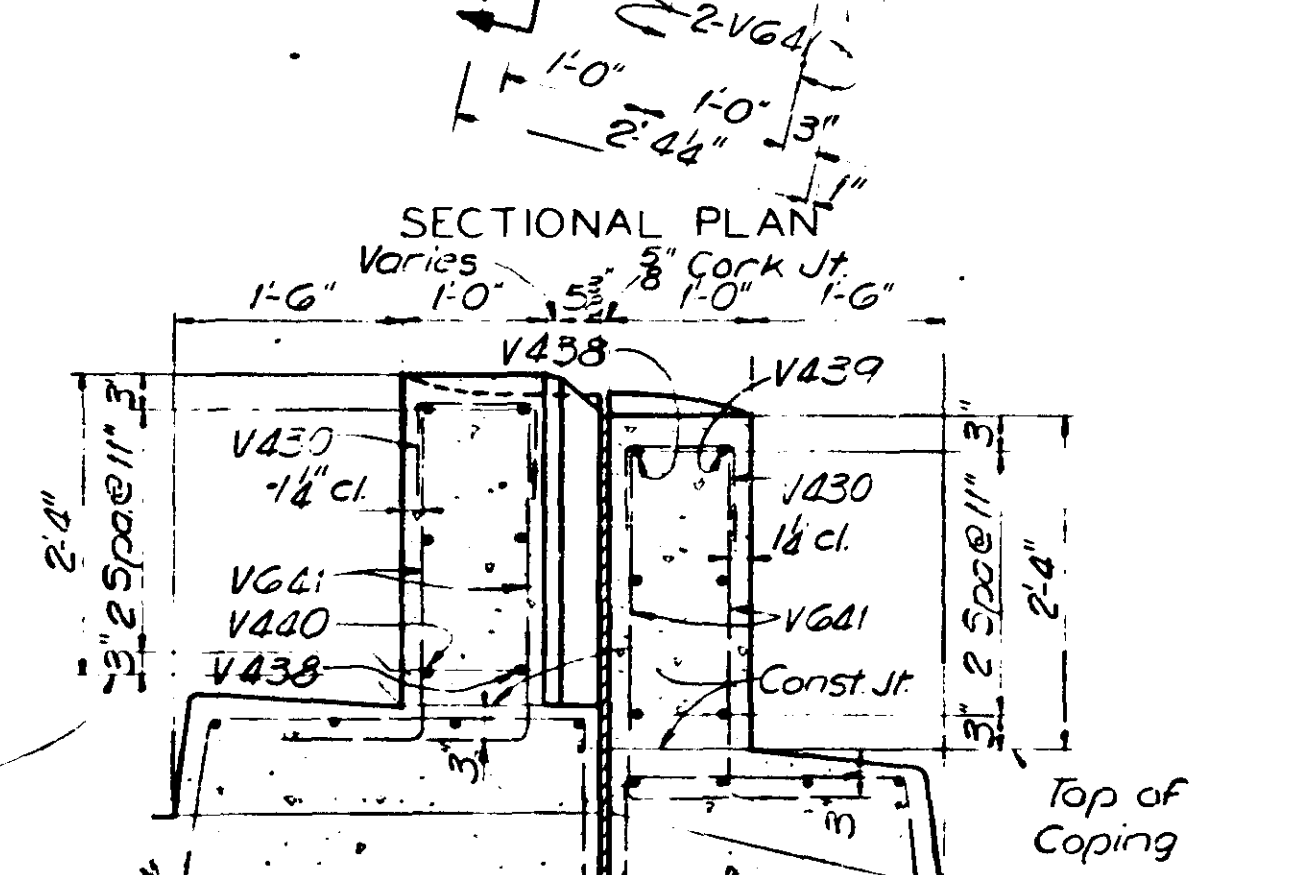 2-V641
1'-0"
1'-0"
3"
2'-4¼"
1"
SECTIONAL PLAN
Varies
⅝" Cork Jt.
1'-6"
1'-0"
1'-0"
1'-6"
V438
V439
3"
3"
V430
1¼" cl.
V430
1¼ cl.
2'-4"
2 Spa.@11"
2 Spa@11"
2'-4"
V641
V440
V641
3"
V438
Const. Jt.
3"
3"
3"
Top of
Coping